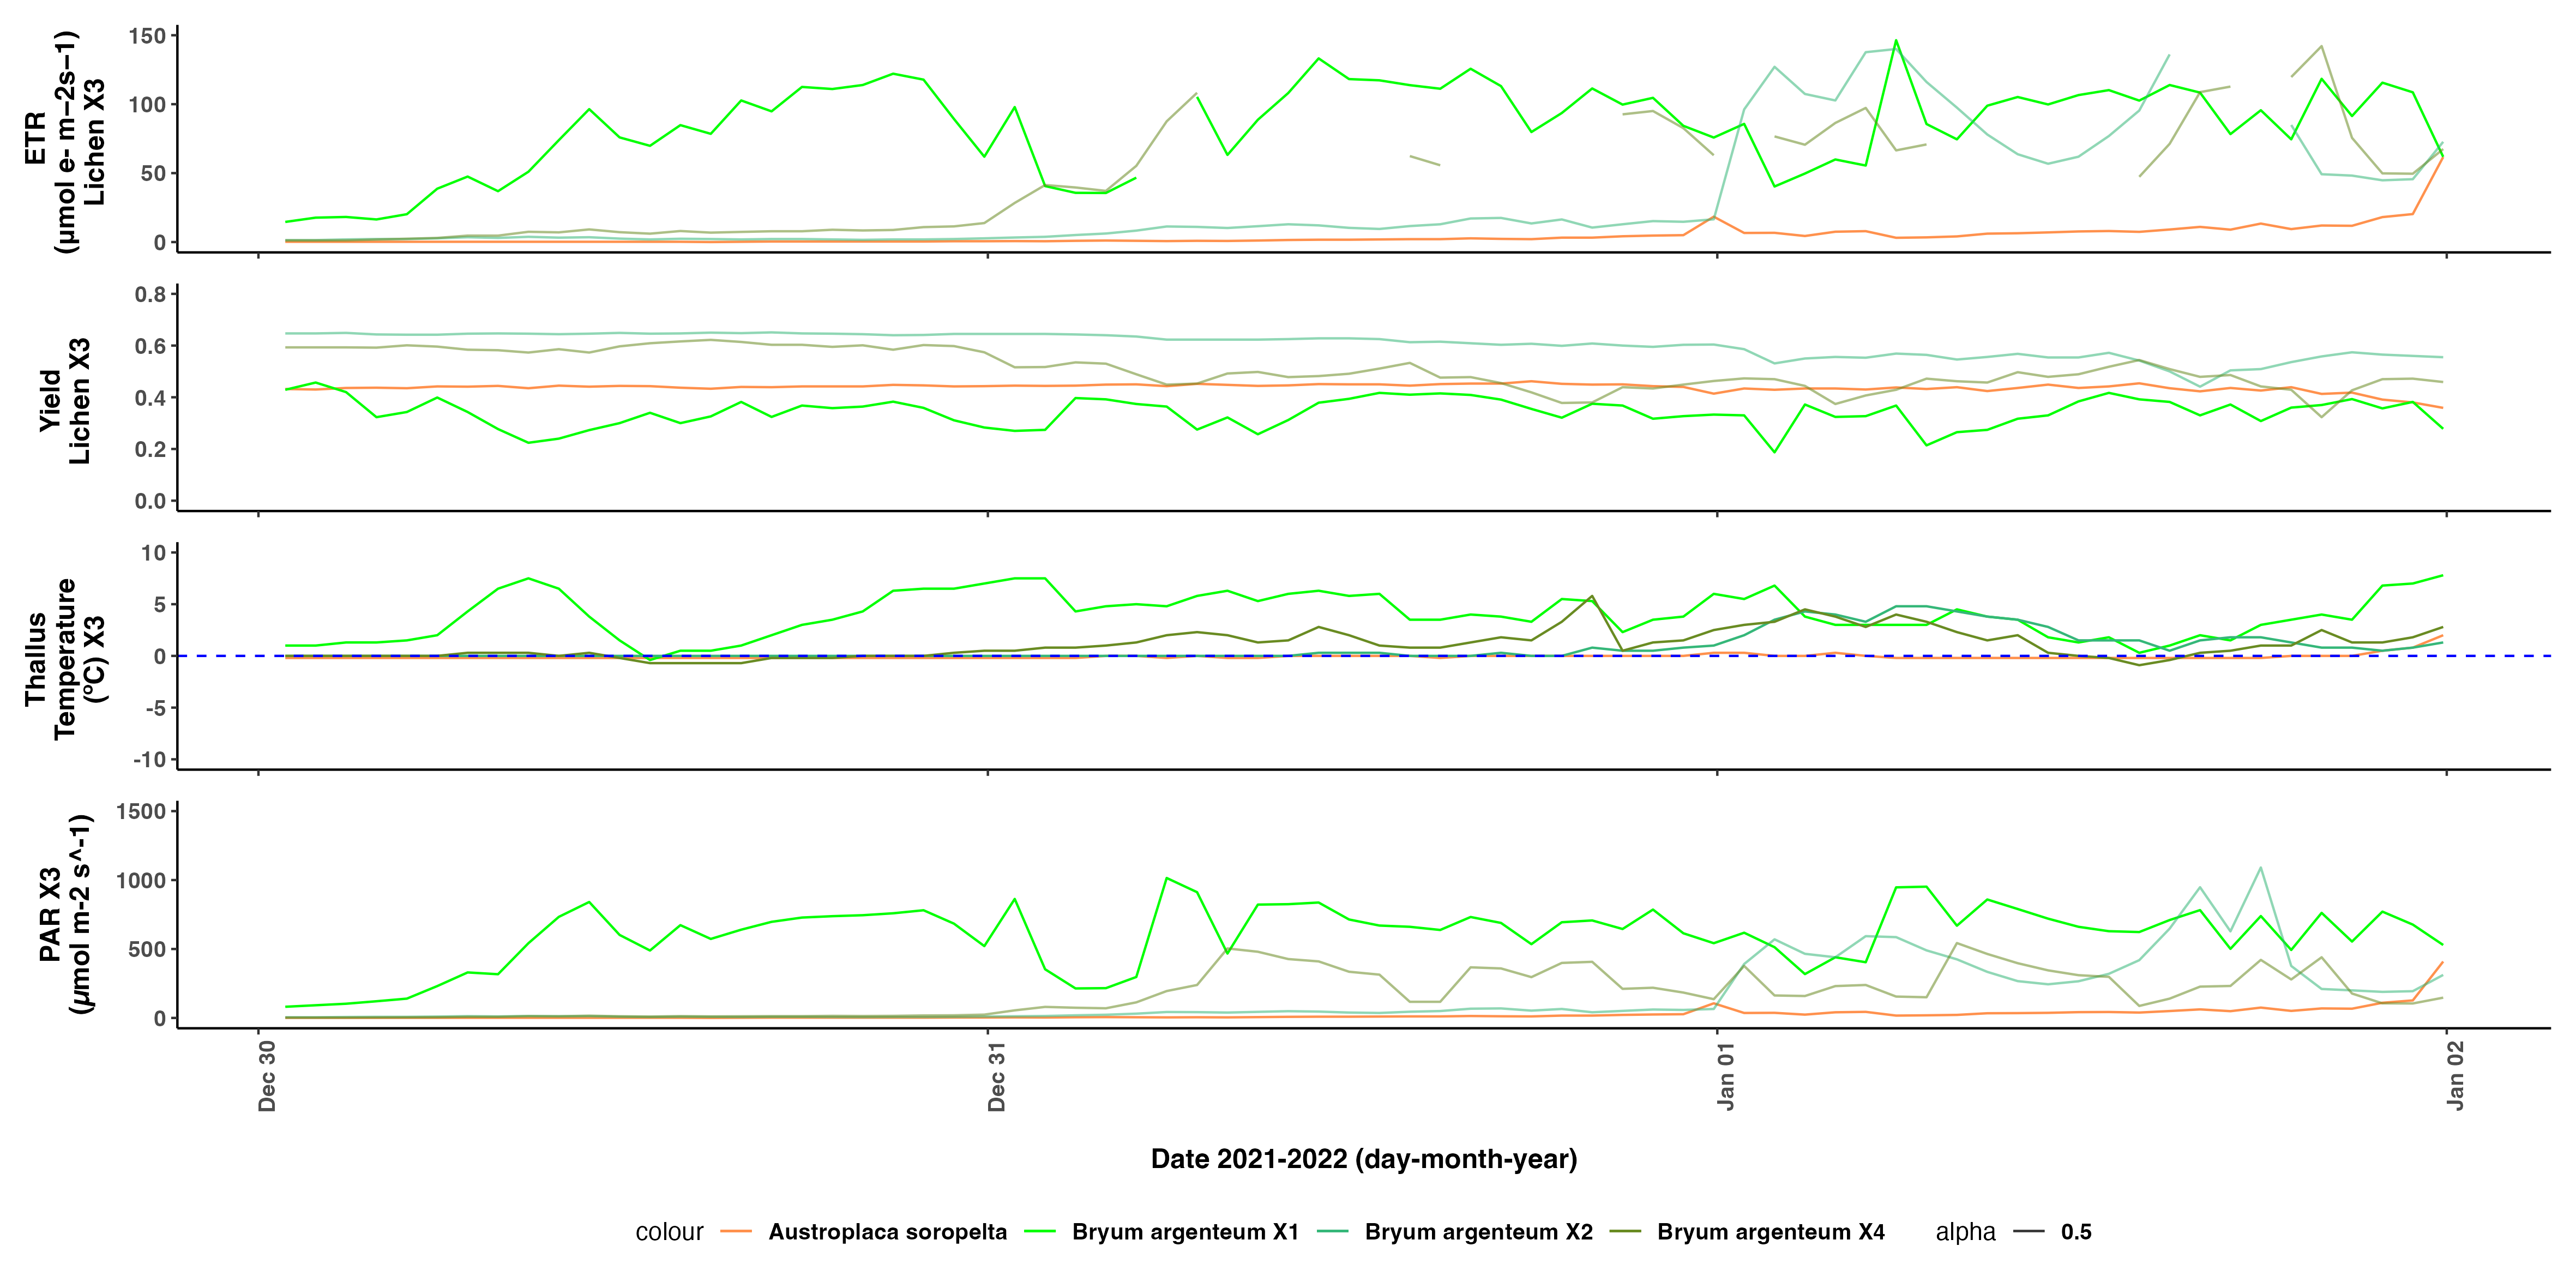 ETR
(µmol e- m−2s−1)
Lichen X3
150
100
50
0
Yield
Lichen X3
0.8
0.6
0.4
0.2
0.0
Thallus
Temperature
(ºC) X3
10
5
0
-5
-10
PAR X3
(µmol m-2 s^-1)
1500
1000
500
0
Dec 30
Dec 31
Jan 01
Jan 02
Date 2021-2022 (day-month-year)
colour Austroplaca soropelta Bryum argenteum X1 Bryum argenteum X2 Bryum argenteum X4 alpha 0.5